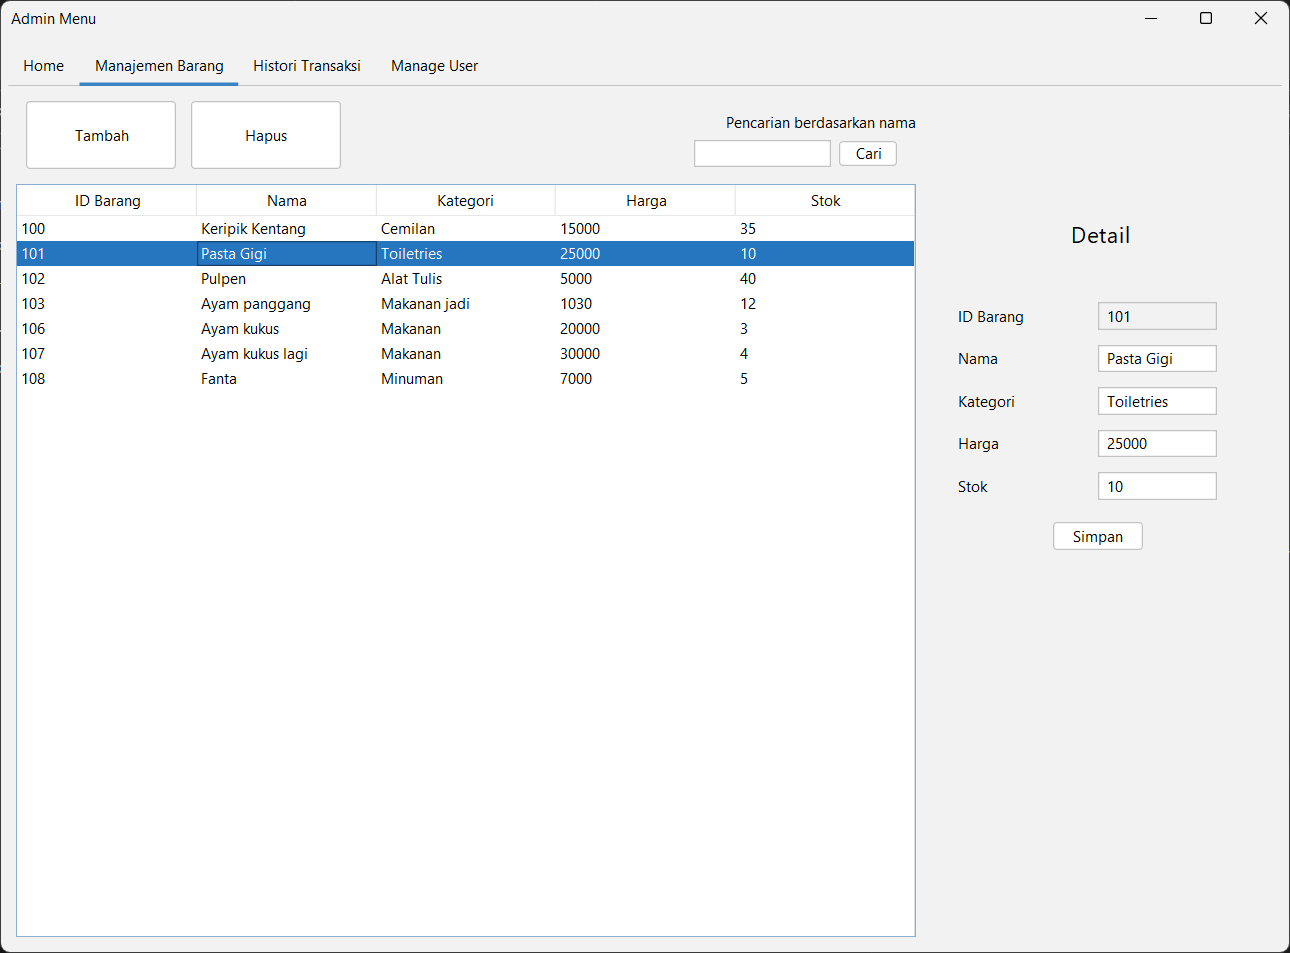 Admin Menu
Home Manajemen Barang Histori Transaksi Manage User
Tambah Hapus
Pencarian berdasarkan nama
Cari
ID Barang Nama Kategori Harga Stok
100 Keripik Kentang Cemilan 15000 35
101 Pasta Gigi Toiletries 25000 10
102 Pulpen Alat Tulis 5000 40
103 Ayam panggang Makanan jadi 1030 12
106 Ayam kukus Makanan 20000 3
107 Ayam kukus lagi Makanan 30000 4
108 Fanta Minuman 7000 5
Detail
ID Barang 101
Nama Pasta Gigi
Kategori Toiletries
Harga 25000
Stok 10
Simpan